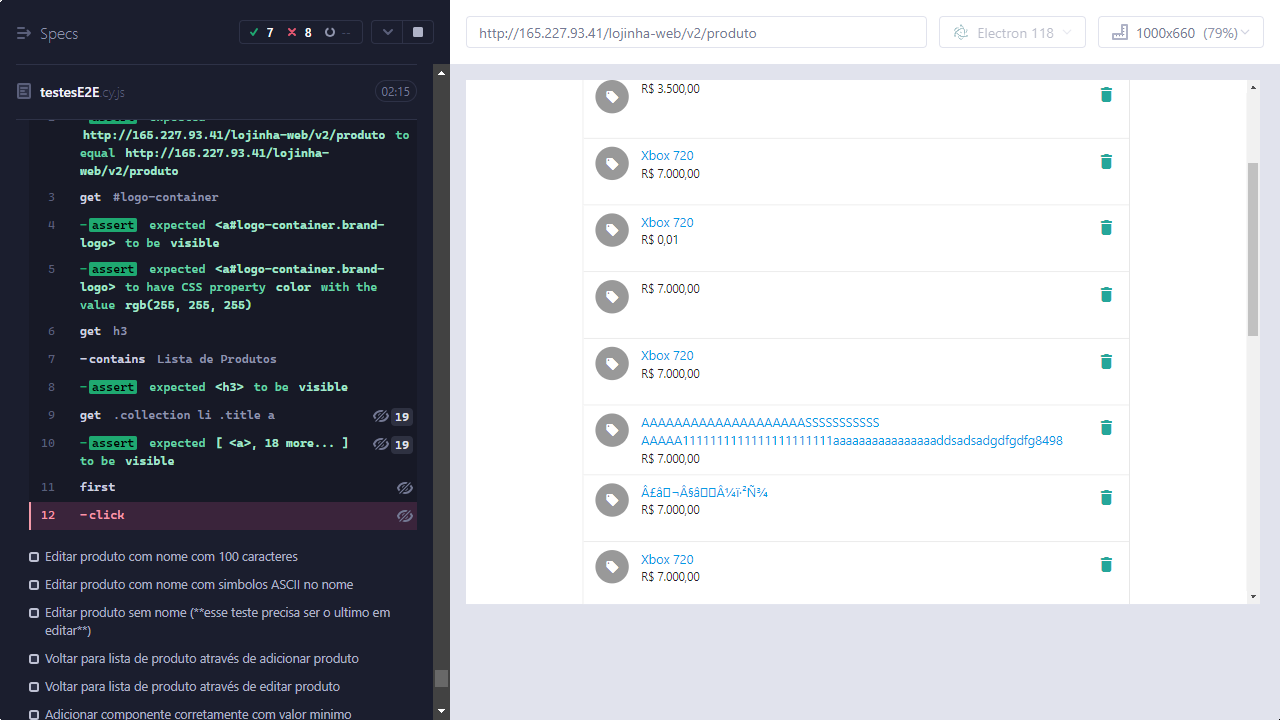 Specs
7
8
--
testesE2E.cy.js
02:15
http://165.227.93.41/lojinha-web/v2/produto to
equal http://165.227.93.41/lojinha-
web/v2/produto
3 get #logo-container
4 -assert expected <a#logo-container.brand-
logo> to be visible
5 -assert expected <a#logo-container.brand-
logo> to have CSS property color with the
value rgb(255, 255, 255)
6 get h3
7 -contains Lista de Produtos
8 -assert expected <h3> to be visible
9 get .collection li .title a 19
10 -assert expected [ <a>, 18 more... ] 19
to be visible
11 first
12 -click
Editar produto com nome com 100 caracteres
Editar produto com nome com simbolos ASCII no nome
Editar produto sem nome (**esse teste precisa ser o ultimo em
editar**)
Voltar para lista de produto através de adicionar produto
Voltar para lista de produto através de editar produto
Adicionar componente corretamente com valor minimo
http://165.227.93.41/lojinha-web/v2/produto
Electron 118
1000x660 (79%)
R$ 3.500,00
Xbox 720
R$ 7.000,00
Xbox 720
R$ 0,01
R$ 7.000,00
Xbox 720
R$ 7.000,00
R$ 7.000,00
R$ 7.000,00
Xbox 720
R$ 7.000,00